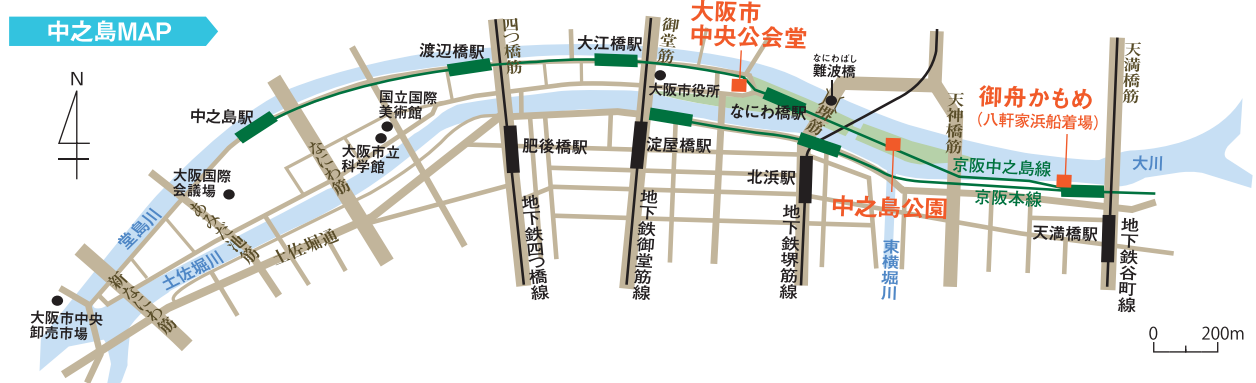 中之島MAP
N
大阪市
中央公会堂
四つ橋筋
御堂筋
渡辺橋駅
大江橋駅
なにわばし
難波橋
天満橋筋
中之島駅
国立国際
美術館
大阪市役所
なにわ橋駅
堺筋
天神橋筋
御舟かもめ
(八軒家浜船着場)
大阪市立
科学館
なにわ筋
肥後橋駅
淀屋橋駅
北浜駅
京阪中之島線
大川
京阪本線
大阪国際
会議場
あみだ池筋
堂島川
中之島公園
天満橋駅
土佐堀川
土佐堀通
新なにわ筋
地下鉄四つ橋線
地下鉄御堂筋線
地下鉄堺筋線
東横堀川
地下鉄谷町線
大阪市中央
卸売市場
0 200m